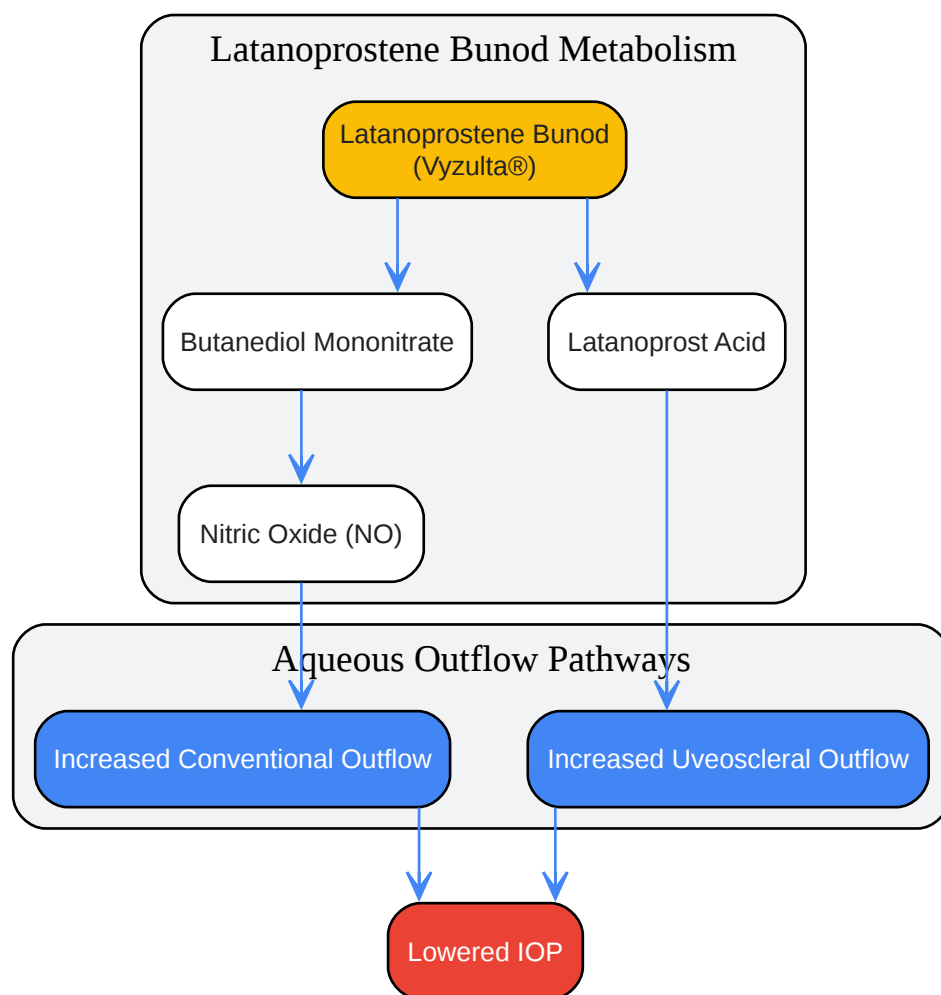 Latanoprostene Bunod Metabolism
Latanoprostene Bunod
(Vyzulta®)
Butanediol Mononitrate
Latanoprost Acid
Nitric Oxide (NO)
Aqueous Outflow Pathways
Increased Conventional Outflow
Increased Uveoscleral Outflow
Lowered IOP